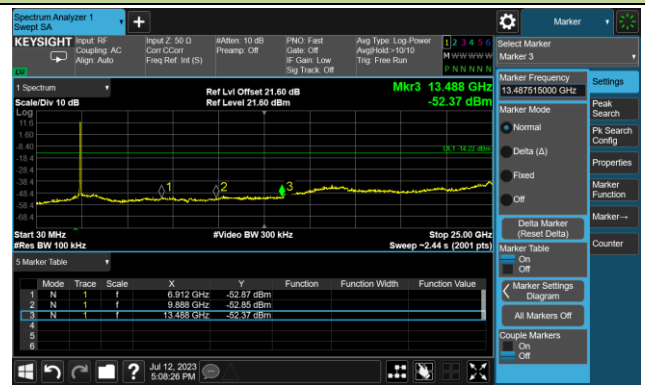 Spectrum Analyzer 1
Swept SA
Marker
KEYSIGHT
Input: RF
Coupling: AC
Align: Auto
Input Z: 50 Ω
Corr CCorr
Freq Ref: Int (S)
#Atten: 10 dB
Preamp: Off
PNO: Fast
Gate: Off
IF Gain: Low
Sig Track: Off
Avg Type: Log-Power
Avg|Hold:>10/10
Trig: Free Run
1 2 3 4 5 6
M W W W W W
P N N N N N
Select Marker
Marker 3
1 Spectrum
Scale/Div 10 dB
Ref Lvl Offset 21.60 dB
Ref Level 21.60 dBm
Mkr3 13.488 GHz
-52.37 dBm
Log
11.6
1.60
-8.40
-18.4
-28.4
-38.4
-48.4
-58.4
-68.4
DL1 -14.22 dBm
1
2
3
Start 30 MHz
#Res BW 100 kHz
#Video BW 300 kHz
Stop 25.00 GHz
Sweep ~2.44 s (2001 pts)
5 Marker Table
Mode Trace Scale X Y Function Function Width Function Value
1 N 1 f 6.912 GHz -52.87 dBm
2 N 1 f 9.888 GHz -52.85 dBm
3 N 1 f 13.488 GHz -52.37 dBm
4
5
6
Marker Frequency
13.487515000 GHz
Marker Mode
Normal
Delta (Δ)
Fixed
Off
Delta Marker
(Reset Delta)
Marker Table
On
Off
Marker Settings
Diagram
All Markers Off
Couple Markers
On
Off
Settings
Peak
Search
Pk Search
Config
Properties
Marker
Function
Marker→
Counter
?
Jul 12, 2023
5:08:26 PM